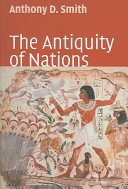 Anthony D. Smith
The Antiquity
of Nations